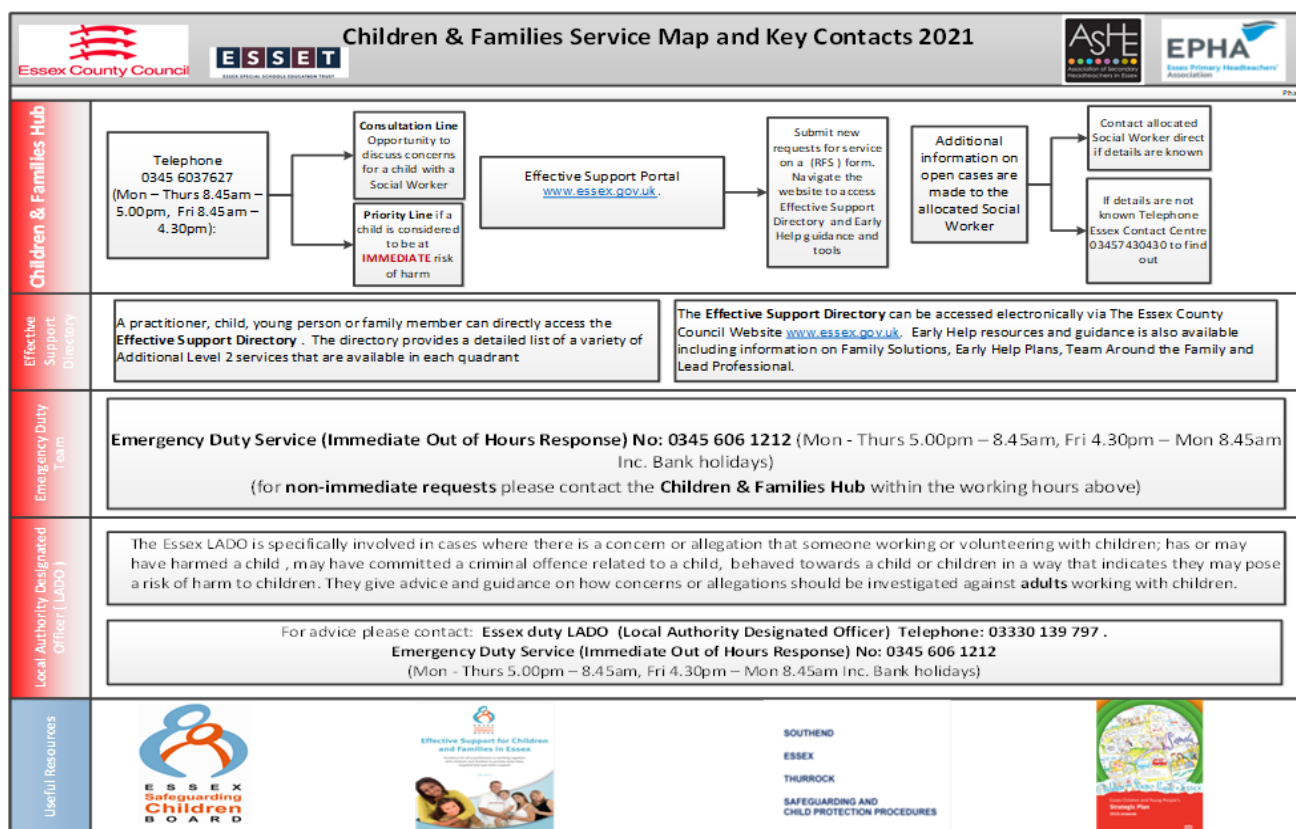 Children & Families Service Map and Key Contacts 2021
Essex County Council
ESSET
ESSEX SPECIAL SCHOOLS EDUCATION TRUST
ASHE
Association of Secondary
Headteachers in Essex
EPHA
Essex Primary Headteachers'
Association
Pha
Children & Families Hub
Telephone
0345 6037627
(Mon – Thurs 8.45am –
5.00pm, Fri 8.45am –
4.30pm):
Consultation Line
Opportunity to
discuss concerns
for a child with a
Social Worker
Priority Line if a
child is considered
to be at
IMMEDIATE risk
of harm
Effective Support Portal
www.essex.gov.uk.
Submit new
requests for service
on a (RFS ) form.
Navigate the
website to access
Effective Support
Directory and Early
Help guidance and
tools
Additional
information on
open cases are
made to the
allocated Social
Worker
Contact allocated
Social Worker direct
if details are known
If details are not
known Telephone
Essex Contact Centre
03457430430 to find
out
Effective
Support
Directory
A practitioner, child, young person or family member can directly access the
Effective Support Directory . The directory provides a detailed list of a variety of
Additional Level 2 services that are available in each quadrant
The Effective Support Directory can be accessed electronically via The Essex County
Council Website www.essex.gov.uk. Early Help resources and guidance is also available
including information on Family Solutions, Early Help Plans, Team Around the Family and
Lead Professional.
Emergency Duty
Team
Emergency Duty Service (Immediate Out of Hours Response) No: 0345 606 1212 (Mon - Thurs 5.00pm – 8.45am, Fri 4.30pm – Mon 8.45am
Inc. Bank holidays)
(for non-immediate requests please contact the Children & Families Hub within the working hours above)
Local Authority Designated
Officer ( LADO )
The Essex LADO is specifically involved in cases where there is a concern or allegation that someone working or volunteering with children; has or may
have harmed a child , may have committed a criminal offence related to a child, behaved towards a child or children in a way that indicates they may pose
a risk of harm to children. They give advice and guidance on how concerns or allegations should be investigated against adults working with children.
For advice please contact: Essex duty LADO (Local Authority Designated Officer) Telephone: 03330 139 797 .
Emergency Duty Service (Immediate Out of Hours Response) No: 0345 606 1212
(Mon - Thurs 5.00pm – 8.45am, Fri 4.30pm – Mon 8.45am Inc. Bank holidays)
Useful Resources
ESSEX
Safeguarding
Children
BOARD
Effective Support for Children
and Families in Essex
SOUTHEND
ESSEX
THURROCK
SAFEGUARDING AND
CHILD PROTECTION PROCEDURES
Essex Children and Young People's
Strategic Plan